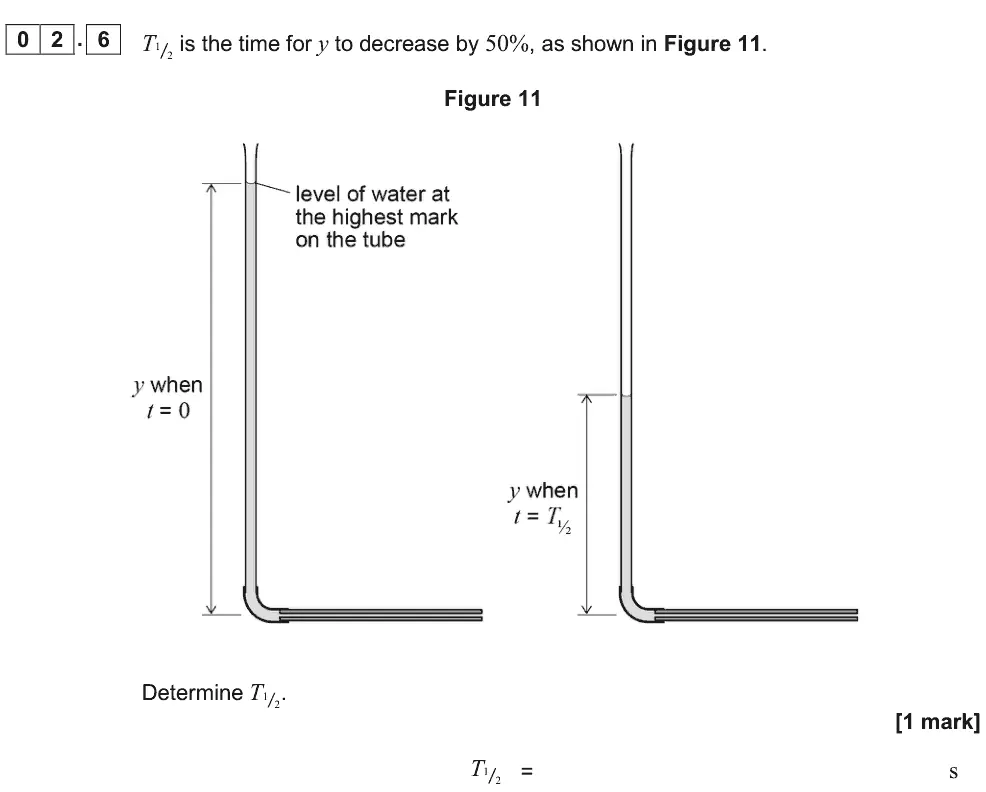 02.6 T1/2 is the time for y to decrease by 50%, as shown in Figure 11.
Figure 11
level of water at
the highest mark
on the tube
y when
t = 0
y when
t = T1/2
Determine T1/2.
[1 mark]
T1/2 = s